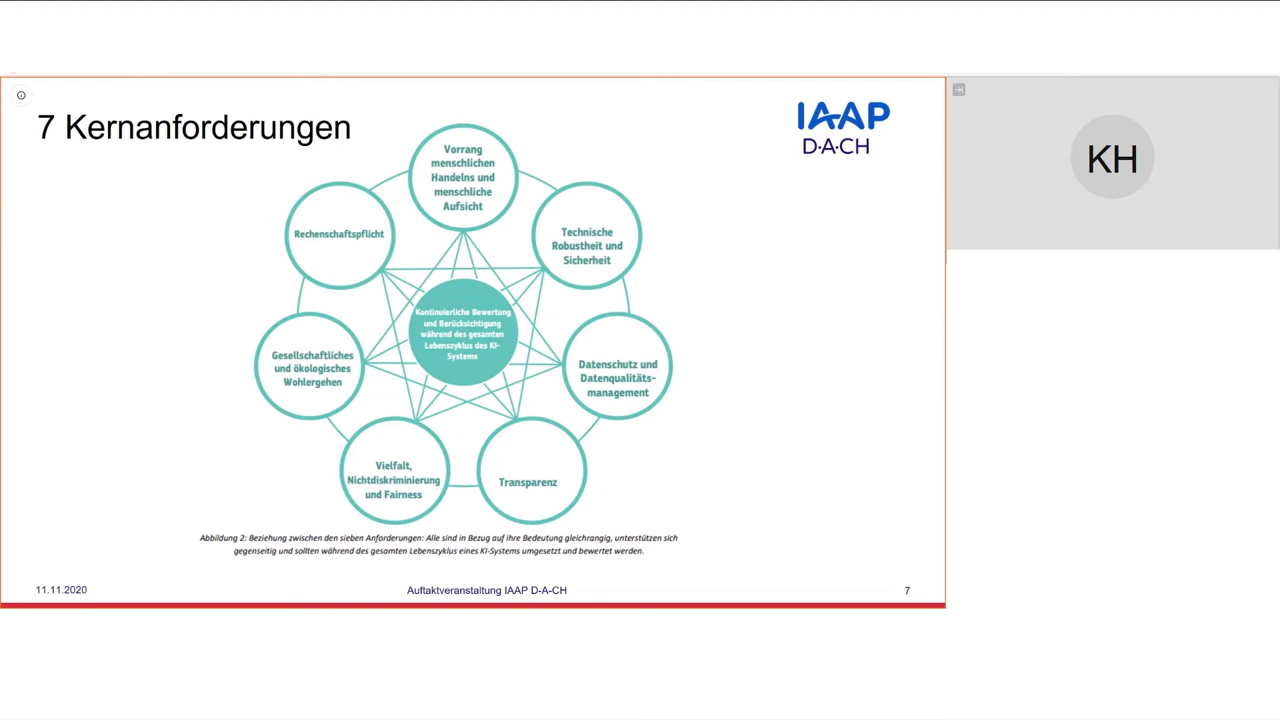 7 Kernanforderungen
IAAP
D·A·CH
KH
Vorrang
menschlichen
Handelns und
menschliche
Aufsicht
Technische
Robustheit und
Sicherheit
Datenschutz und
Datenqualitäts-
management
Transparenz
Vielfalt,
Nichtdiskriminierung
und Fairness
Gesellschaftliches
und ökologisches
Wohlergehen
Rechenschaftspflicht
Kontinuierliche Bewertung
und Berücksichtigung
während des gesamten
Lebenszyklus des KI-
Systems
Abbildung 2: Beziehung zwischen den sieben Anforderungen: Alle sind in Bezug auf ihre Bedeutung gleichrangig, unterstützen sich
gegenseitig und sollten während des gesamten Lebenszyklus eines KI-Systems umgesetzt und bewertet werden.
11.11.2020
Auftaktveranstaltung IAAP D-A-CH
7